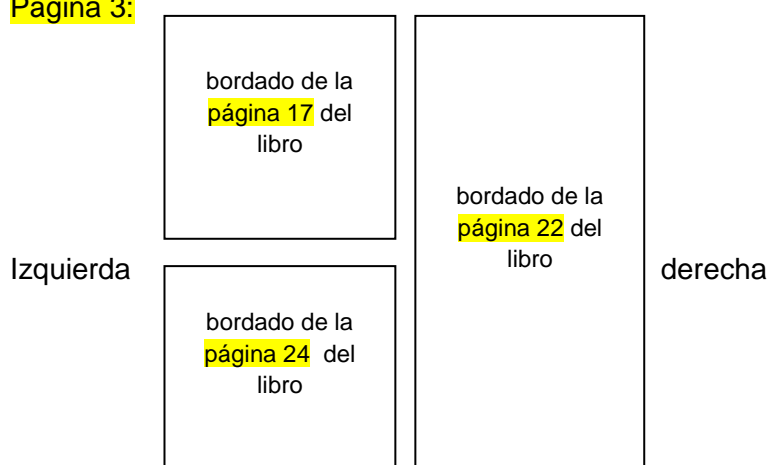 Página 3:
bordado de la
página 17 del
libro
bordado de la
página 22 del
libro
Izquierda
derecha
bordado de la
página 24 del
libro